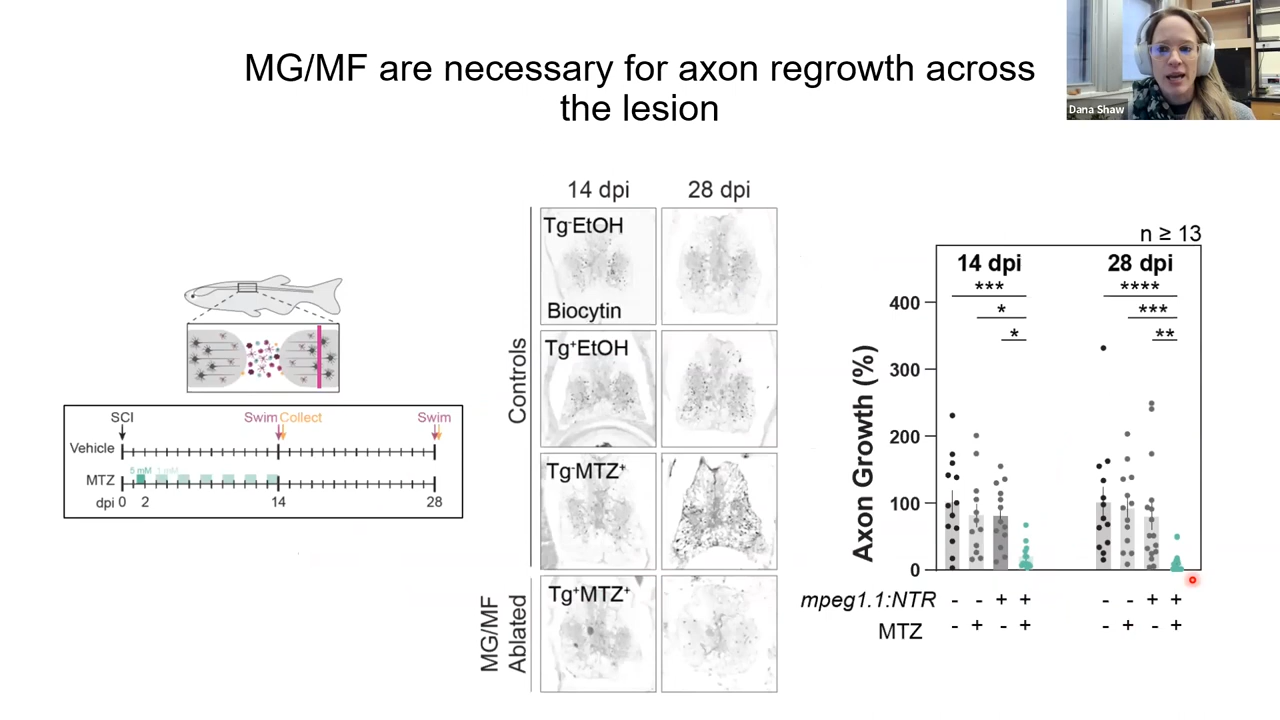 MG/MF are necessary for axon regrowth across
the lesion
Dana Shaw
SCI
Swim Collect
Swim
Vehicle
5 mM 1 mM
MTZ
dpi 0 2 14 28
14 dpi 28 dpi
Controls
Tg-EtOH
Biocytin
Tg+EtOH
Tg-MTZ+
MG/MF
Ablated
Tg+MTZ+
n ≥ 13
14 dpi 28 dpi
*** ****
* ***
* **
Axon Growth (%)
400
300
200
100
0
mpeg1.1:NTR - - + + - - + +
MTZ - + - + - + - +